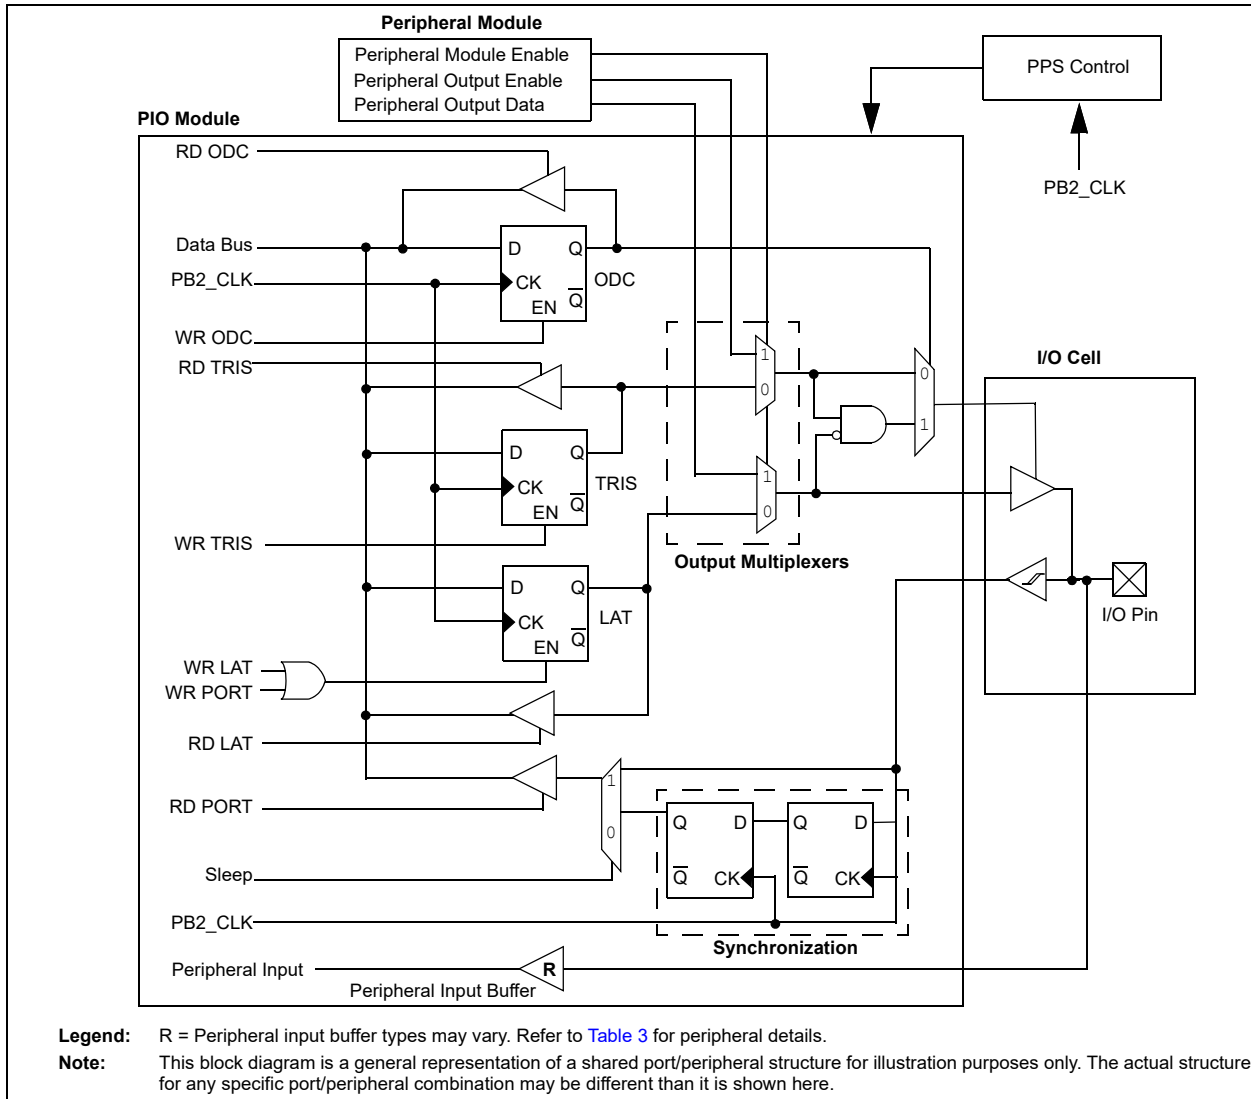 Peripheral Module
Peripheral Module Enable
Peripheral Output Enable
Peripheral Output Data
PPS Control
PB2_CLK
PIO Module
RD ODC
Data Bus
PB2_CLK
WR ODC
RD TRIS
D Q
CK
EN Q
ODC
1
0
0
1
I/O Cell
D Q
CK
EN Q
TRIS
1
0
WR TRIS
Output Multiplexers
D Q
CK
EN Q
LAT
I/O Pin
WR LAT
WR PORT
RD LAT
RD PORT
1
0
Q D
Q CK
Q D
Q CK
Sleep
PB2_CLK
Synchronization
Peripheral Input
R
Peripheral Input Buffer
Legend: R = Peripheral input buffer types may vary. Refer to Table 3 for peripheral details.
Note: This block diagram is a general representation of a shared port/peripheral structure for illustration purposes only. The actual structure
for any specific port/peripheral combination may be different than it is shown here.